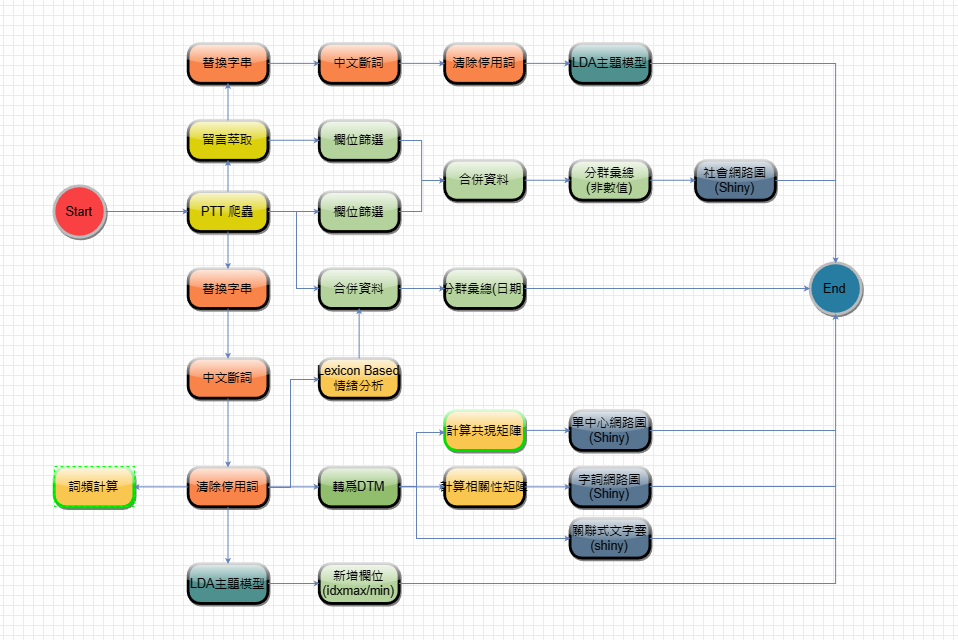 替換字串
中文斷詞
清除停用詞
LDA主題模型
留言萃取
欄位篩選
合併資料
分群彙總
(非數值)
社會網路圖
(Shiny)
Start
PTT 爬蟲
欄位篩選
替換字串
合併資料
分群彙總(日期)
End
中文斷詞
Lexicon Based
情緒分析
計算共現矩陣
單中心網路圖
(Shiny)
詞頻計算
清除停用詞
轉為DTM
計算相關性矩陣
字詞網路圖
(Shiny)
關聯式文字雲
(shiny)
LDA主題模型
新增欄位
(idxmax/min)